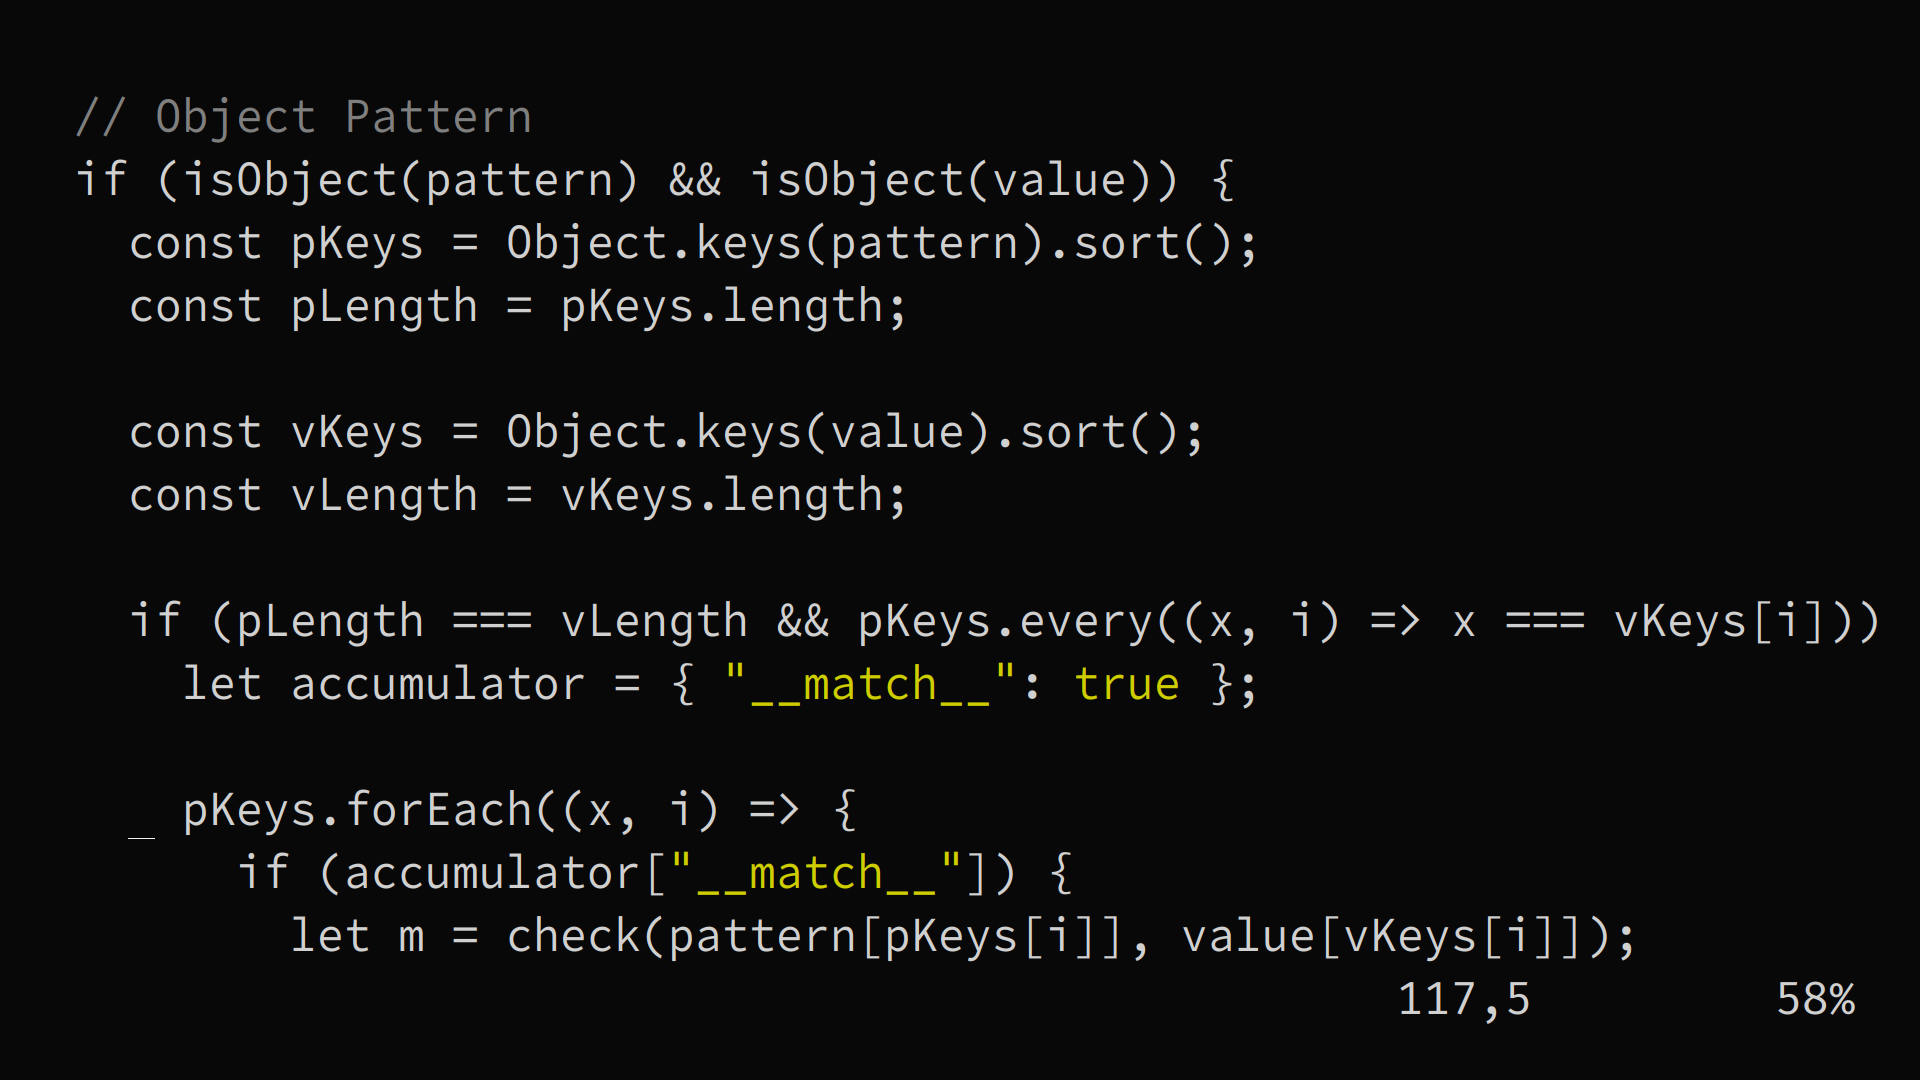 // Object Pattern
if (isObject(pattern) && isObject(value)) {
  const pKeys = Object.keys(pattern).sort();
  const pLength = pKeys.length;

  const vKeys = Object.keys(value).sort();
  const vLength = vKeys.length;

  if (pLength === vLength && pKeys.every((x, i) => x === vKeys[i]))
    let accumulator = { "__match__": true };

    pKeys.forEach((x, i) => {
      if (accumulator["__match__"]) {
        let m = check(pattern[pKeys[i]], value[vKeys[i]]);
117,5 58%